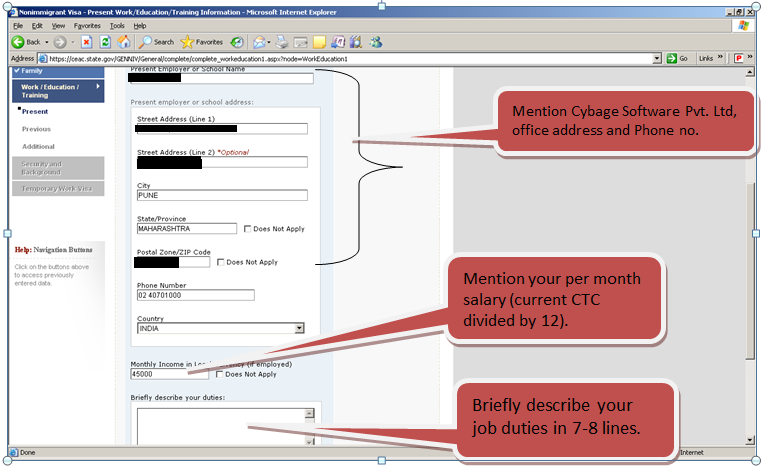 Nonimmigrant Visa - Present Work/Education/Training Information - Microsoft Internet Explorer
File Edit View Favorites Tools Help
Back Search Favorites
Address https://ceac.state.gov/GENNIV/General/complete/complete_workeducation1.aspx?node=WorkEducation1 Go Links »
Family
Work / Education / Training
Present
Previous
Additional
Security and Background
Temporary Work Visa
Help: Navigation Buttons
Click on the buttons above
to access previously
entered data.
Present Employer or School Name
Present employer or school address:
Street Address (Line 1)
Street Address (Line 2) *Optional
City
PUNE
State/Province
MAHARASHTRA Does Not Apply
Postal Zone/ZIP Code
Does Not Apply
Phone Number
02 40701000
Country
INDIA
Monthly Income in Currency (if employed)
45000 Does Not Apply
Briefly describe your duties:
Mention Cybage Software Pvt. Ltd,
office address and Phone no.
Mention your per month
salary (current CTC
divided by 12).
Briefly describe your
job duties in 7-8 lines.
Done
Internet